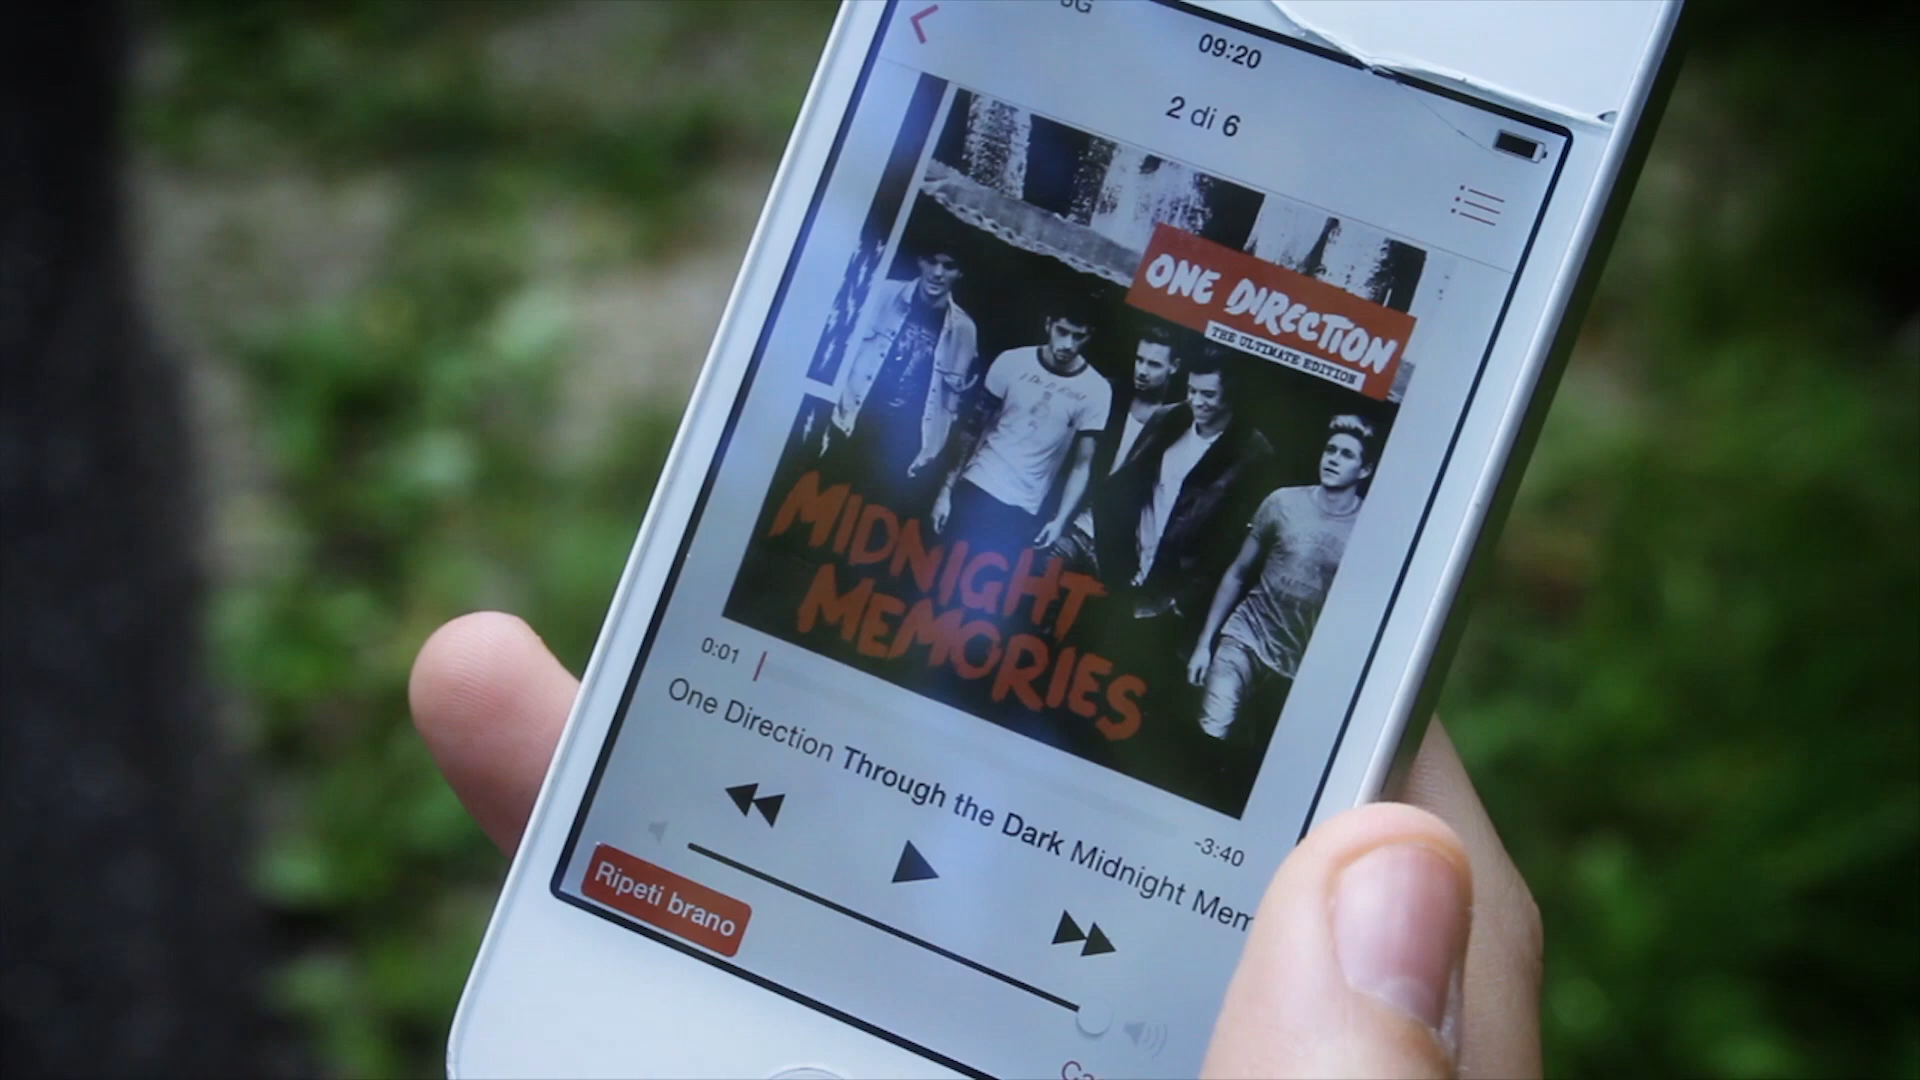 09:20
2 di 6
ONE DIRECTION
THE ULTIMATE EDITION
MIDNIGHT
MEMORIES
0:01
-3:40
One Direction Through the Dark Midnight Mem
Ripeti brano